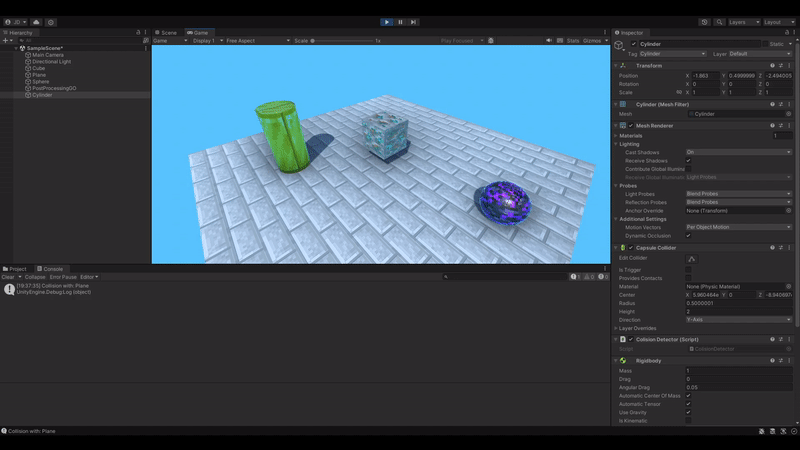 JD
Layers
Layout
Hierarchy
All
SampleScene*
Main Camera
Directional Light
Cube
Plane
Sphere
PostProcessingGO
Cylinder
Scene
Game
Game
Display 1
Free Aspect
Scale
1x
Play Focused
Stats
Gizmos
Inspector
Cylinder
Static
Tag Cylinder
Layer Default
Transform
Position X -1.863 Y 0.4999999 Z -2.494005
Rotation X 0 Y 0 Z 0
Scale X 1 Y 1 Z 1
Cylinder (Mesh Filter)
Mesh Cylinder
Mesh Renderer
Materials 1
Lighting
Cast Shadows On
Receive Shadows
Contribute Global Illumina
Receive Global Illuminatio Light Probes
Probes
Light Probes Blend Probes
Reflection Probes Blend Probes
Anchor Override None (Transform)
Additional Settings
Motion Vectors Per Object Motion
Dynamic Occlusion
Capsule Collider
Edit Collider
Is Trigger
Provides Contacts
Material None (Physic Material)
Center X 5.960464e Y 0 Z -8.940697e
Radius 0.5000001
Height 2
Direction Y-Axis
Layer Overrides
Collision Detector (Script)
Script CollisionDetector
Rigidbody
Mass 1
Drag 0
Angular Drag 0.05
Automatic Center Of Mass
Automatic Tensor
Use Gravity
Is Kinematic
Project
Console
Clear
Collapse
Error Pause
Editor
1
0
0
[19:37:35] Collision with: Plane
UnityEngine.Debug:Log (object)
Collision with: Plane